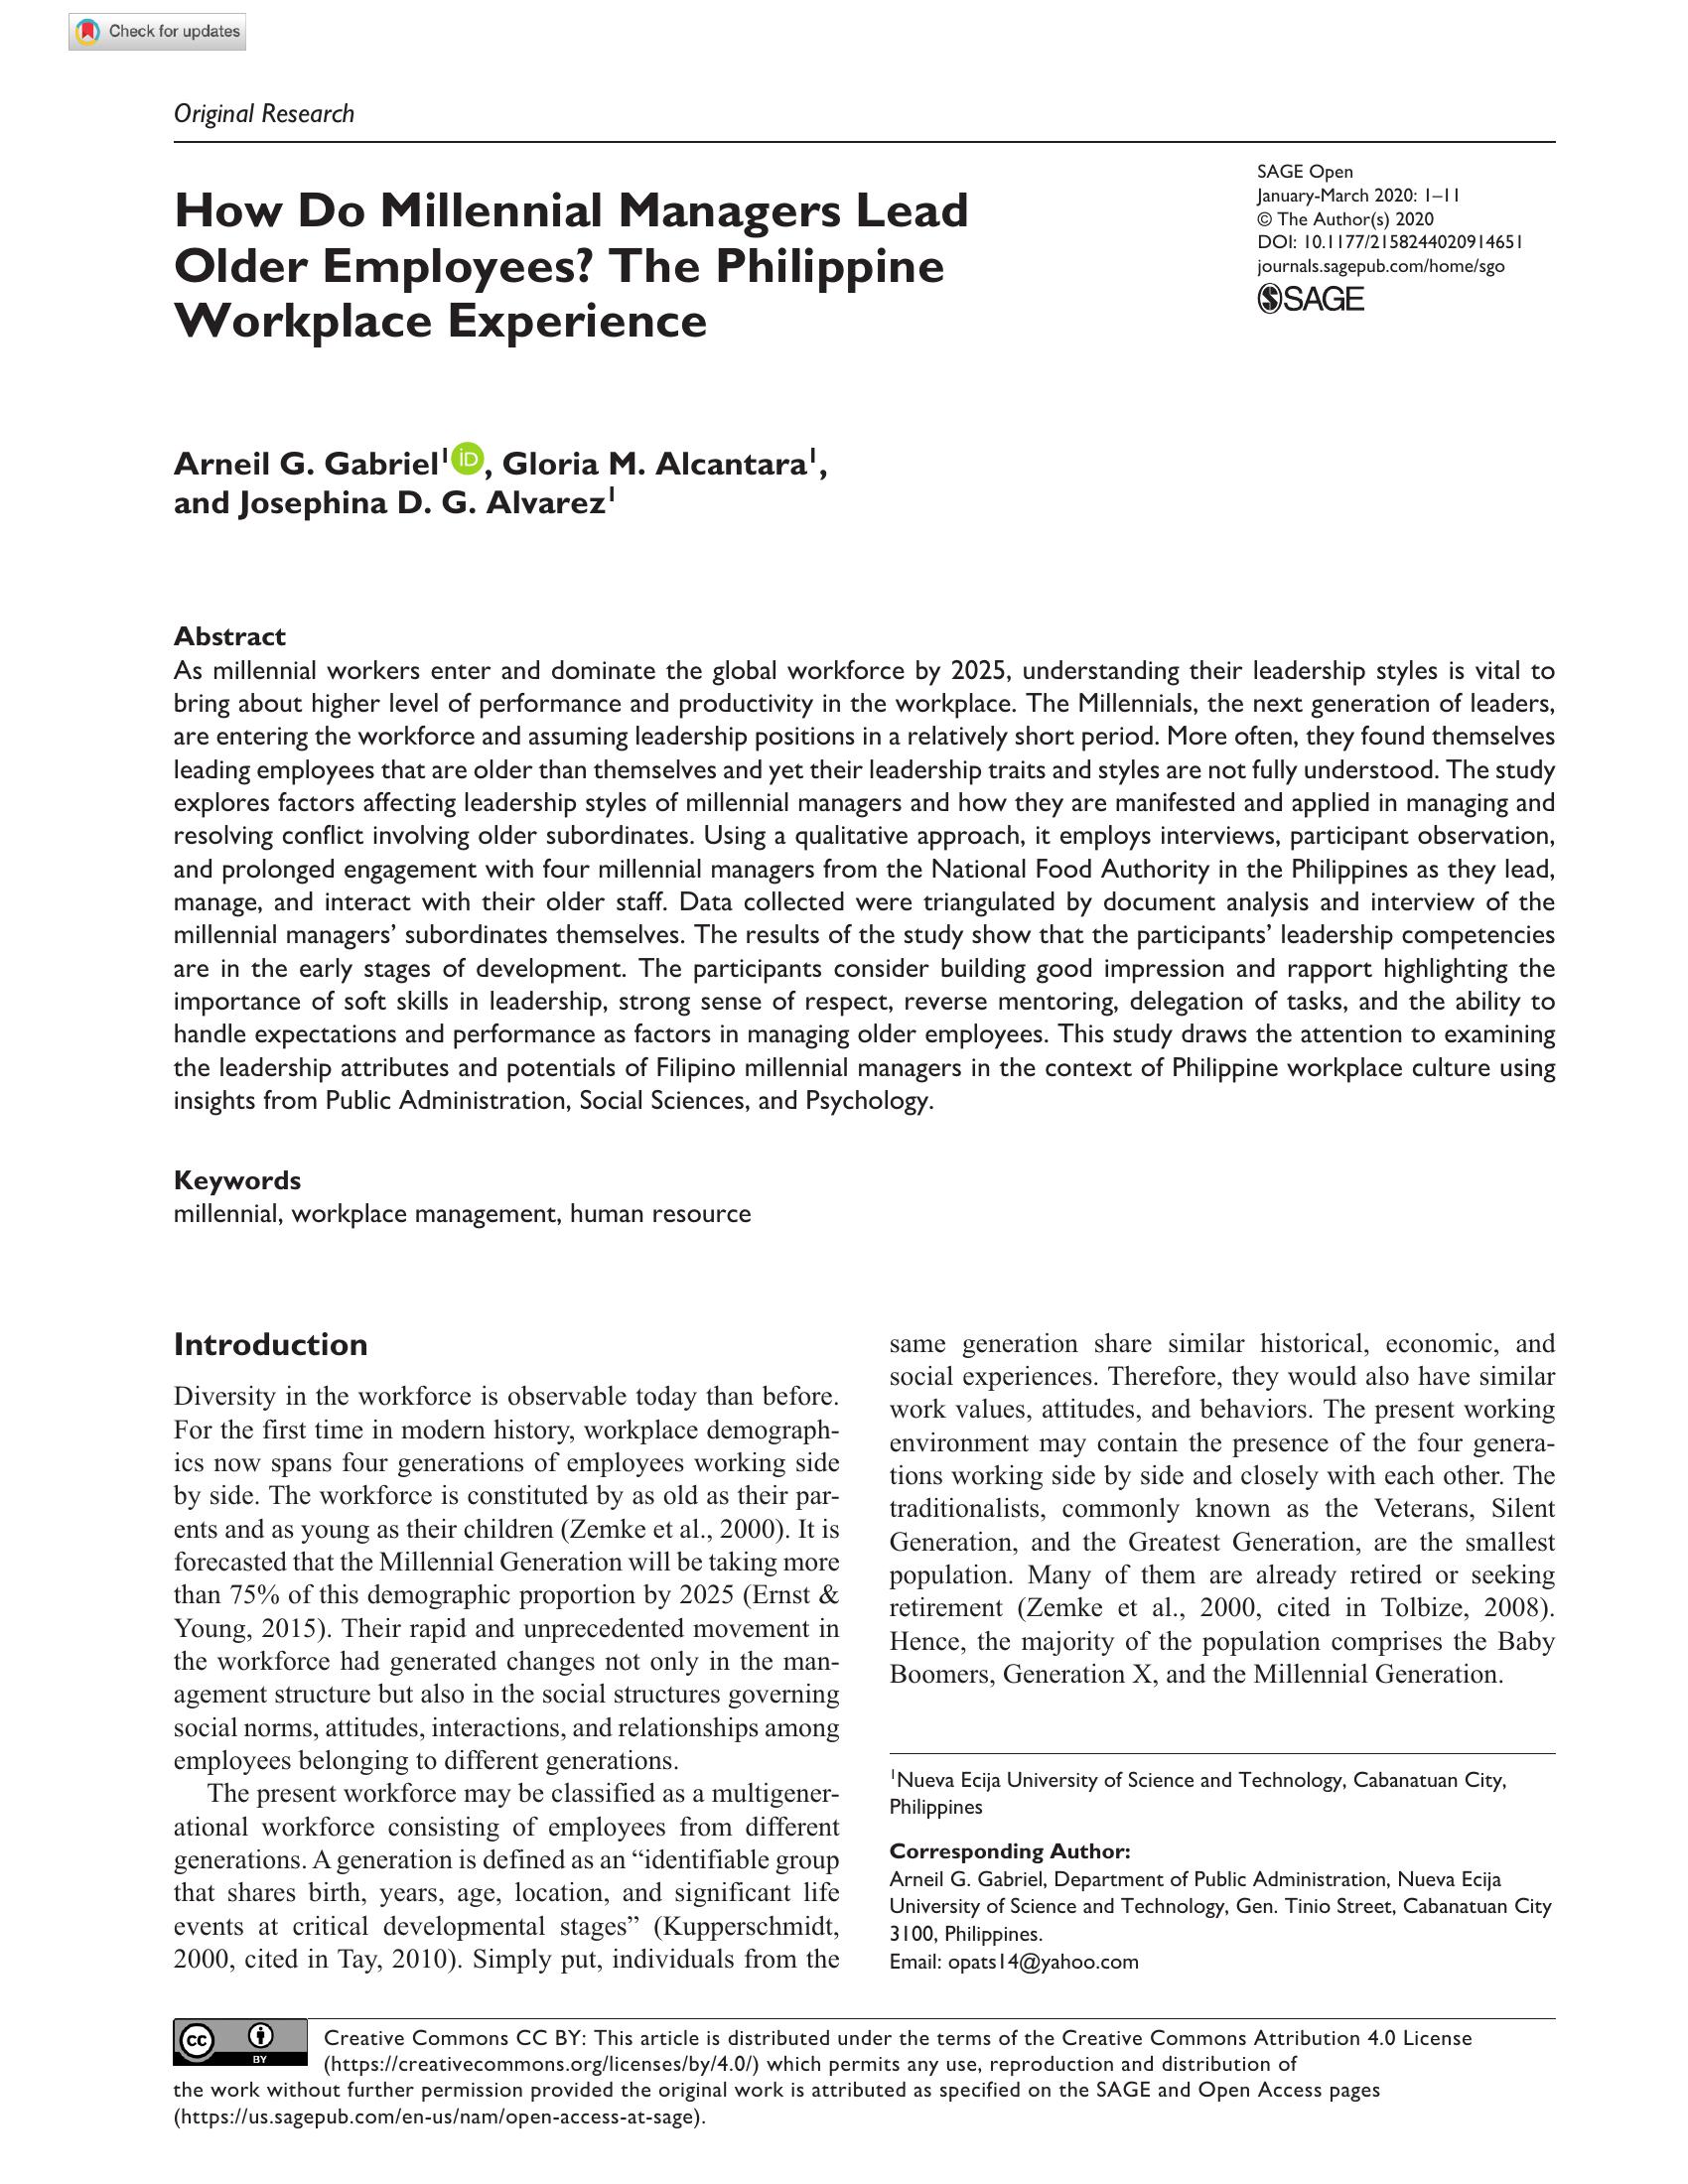 Check for updates
Original Research
SAGE Open
January-March 2020: 1–11
© The Author(s) 2020
DOI: 10.1177/2158244020914651
journals.sagepub.com/home/sgo
SAGE
How Do Millennial Managers Lead
Older Employees? The Philippine
Workplace Experience
Arneil G. Gabriel1 iD, Gloria M. Alcantara1,
and Josephina D. G. Alvarez1
Abstract
As millennial workers enter and dominate the global workforce by 2025, understanding their leadership styles is vital to
bring about higher level of performance and productivity in the workplace. The Millennials, the next generation of leaders,
are entering the workforce and assuming leadership positions in a relatively short period. More often, they found themselves
leading employees that are older than themselves and yet their leadership traits and styles are not fully understood. The study
explores factors affecting leadership styles of millennial managers and how they are manifested and applied in managing and
resolving conflict involving older subordinates. Using a qualitative approach, it employs interviews, participant observation,
and prolonged engagement with four millennial managers from the National Food Authority in the Philippines as they lead,
manage, and interact with their older staff. Data collected were triangulated by document analysis and interview of the
millennial managers’ subordinates themselves. The results of the study show that the participants’ leadership competencies
are in the early stages of development. The participants consider building good impression and rapport highlighting the
importance of soft skills in leadership, strong sense of respect, reverse mentoring, delegation of tasks, and the ability to
handle expectations and performance as factors in managing older employees. This study draws the attention to examining
the leadership attributes and potentials of Filipino millennial managers in the context of Philippine workplace culture using
insights from Public Administration, Social Sciences, and Psychology.
Keywords
millennial, workplace management, human resource
Introduction
Diversity in the workforce is observable today than before.
For the first time in modern history, workplace demograph-
ics now spans four generations of employees working side
by side. The workforce is constituted by as old as their par-
ents and as young as their children (Zemke et al., 2000). It is
forecasted that the Millennial Generation will be taking more
than 75% of this demographic proportion by 2025 (Ernst &
Young, 2015). Their rapid and unprecedented movement in
the workforce had generated changes not only in the man-
agement structure but also in the social structures governing
social norms, attitudes, interactions, and relationships among
employees belonging to different generations.
The present workforce may be classified as a multigener-
ational workforce consisting of employees from different
generations. A generation is defined as an “identifiable group
that shares birth, years, age, location, and significant life
events at critical developmental stages” (Kupperschmidt,
2000, cited in Tay, 2010). Simply put, individuals from the
same generation share similar historical, economic, and
social experiences. Therefore, they would also have similar
work values, attitudes, and behaviors. The present working
environment may contain the presence of the four genera-
tions working side by side and closely with each other. The
traditionalists, commonly known as the Veterans, Silent
Generation, and the Greatest Generation, are the smallest
population. Many of them are already retired or seeking
retirement (Zemke et al., 2000, cited in Tolbize, 2008).
Hence, the majority of the population comprises the Baby
Boomers, Generation X, and the Millennial Generation.
1Nueva Ecija University of Science and Technology, Cabanatuan City,
Philippines
Corresponding Author:
Arneil G. Gabriel, Department of Public Administration, Nueva Ecija
University of Science and Technology, Gen. Tinio Street, Cabanatuan City
3100, Philippines.
Email: opats14@yahoo.com
cc BY
Creative Commons CC BY: This article is distributed under the terms of the Creative Commons Attribution 4.0 License
(https://creativecommons.org/licenses/by/4.0/) which permits any use, reproduction and distribution of
the work without further permission provided the original work is attributed as specified on the SAGE and Open Access pages
(https://us.sagepub.com/en-us/nam/open-access-at-sage).